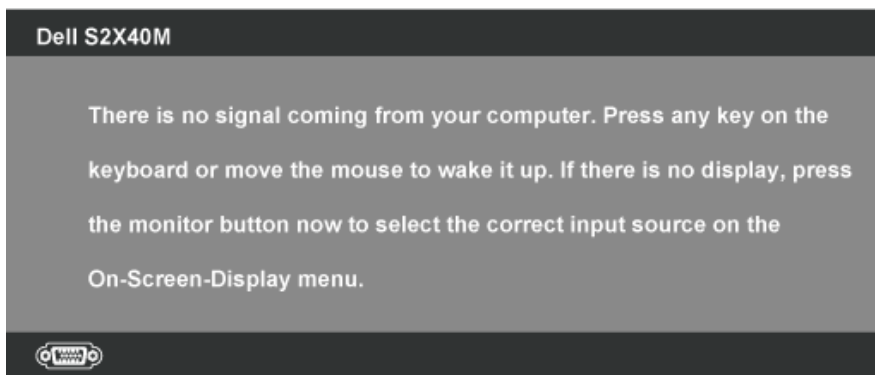 Dell S2X40M
There is no signal coming from your computer. Press any key on the
keyboard or move the mouse to wake it up. If there is no display, press
the monitor button now to select the correct input source on the
On-Screen-Display menu.